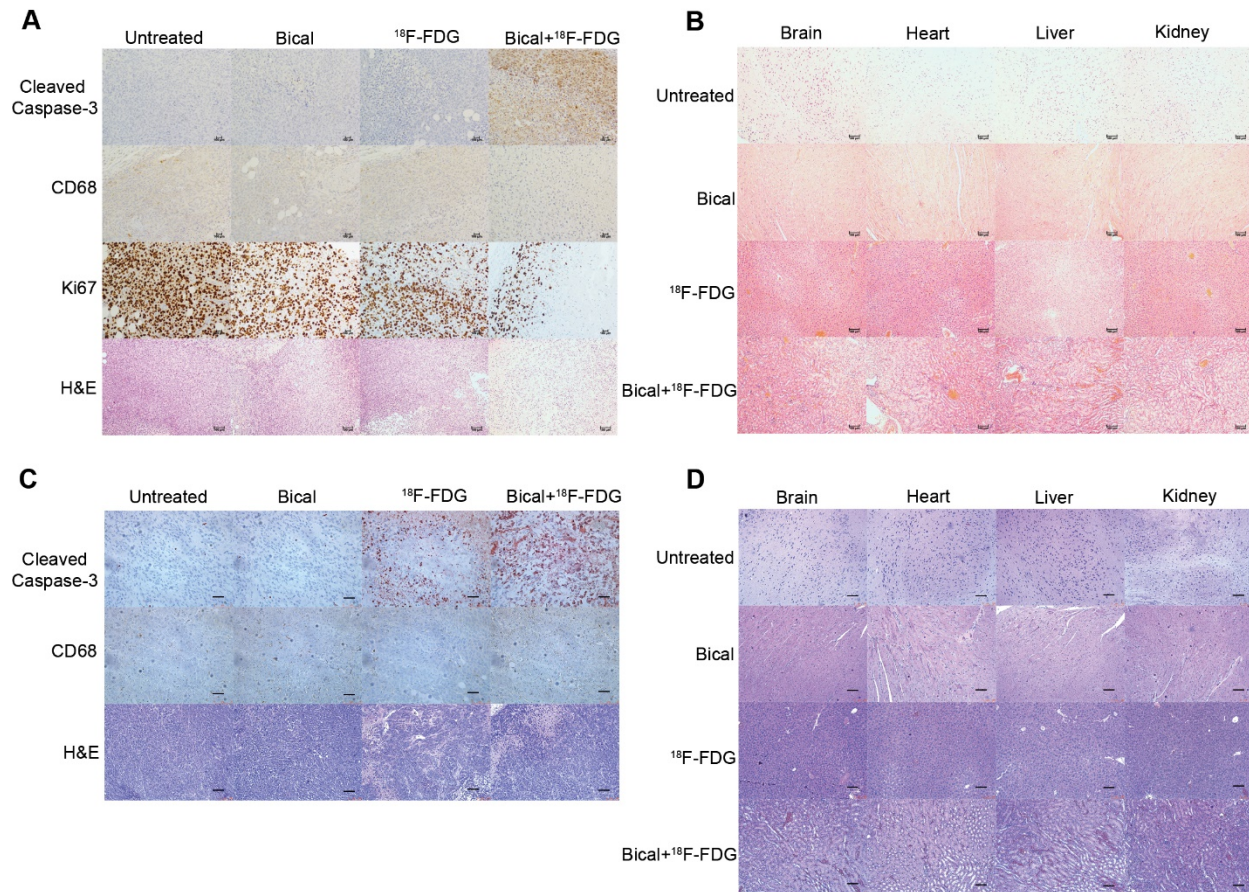 A
Untreated Bical ¹⁸F-FDG Bical+¹⁸F-FDG
Cleaved
Caspase-3
CD68
Ki67
H&E
B
Brain Heart Liver Kidney
Untreated
Bical
¹⁸F-FDG
Bical+¹⁸F-FDG
C
Untreated Bical ¹⁸F-FDG Bical+¹⁸F-FDG
Cleaved
Caspase-3
CD68
H&E
D
Brain Heart Liver Kidney
Untreated
Bical
¹⁸F-FDG
Bical+¹⁸F-FDG